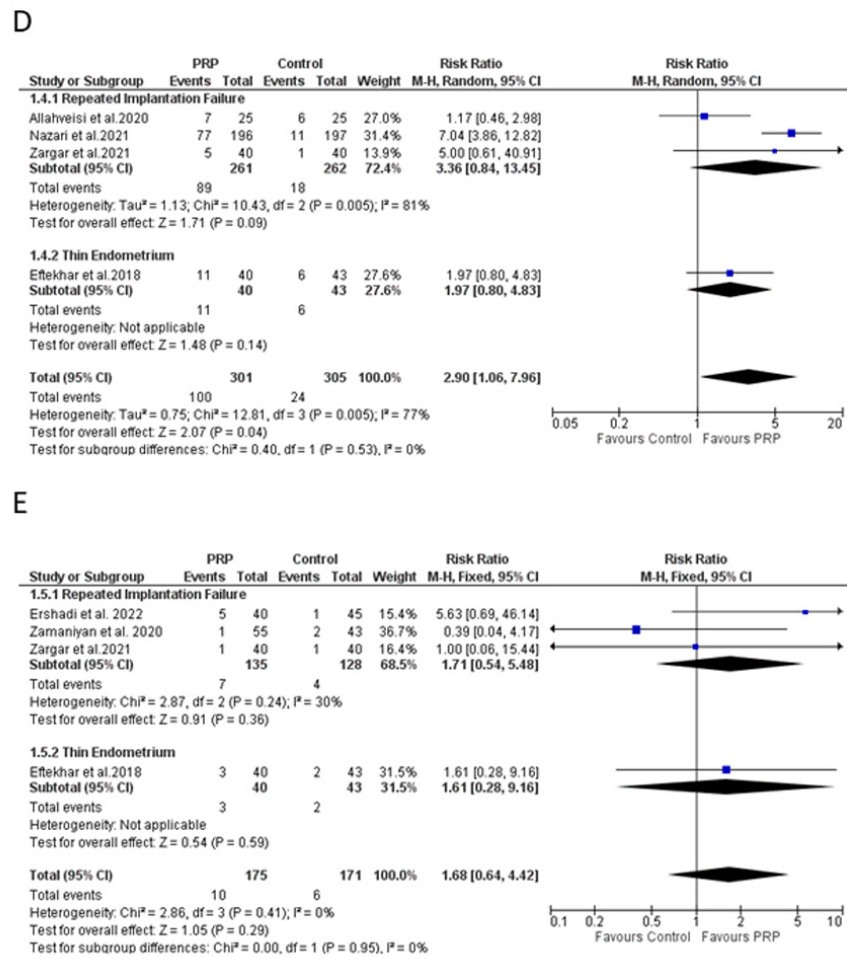 D
PRP Control Risk Ratio Risk Ratio
Study or Subgroup Events Total Events Total Weight M-H, Random, 95% CI M-H, Random, 95% CI
1.4.1 Repeated Implantation Failure
Allahveisi et al.2020 7 25 6 25 27.0% 1.17 [0.46, 2.98]
Nazari et al.2021 77 196 11 197 31.4% 7.04 [3.86, 12.82]
Zargar et al.2021 5 40 1 40 13.9% 5.00 [0.61, 40.91]
Subtotal (95% CI) 261 262 72.4% 3.36 [0.84, 13.45]
Total events 89 18
Heterogeneity: Tau² = 1.13; Chi² = 10.43, df = 2 (P = 0.005); I² = 81%
Test for overall effect: Z = 1.71 (P = 0.09)
1.4.2 Thin Endometrium
Eftekhar et al.2018 11 40 6 43 27.6% 1.97 [0.80, 4.83]
Subtotal (95% CI) 40 43 27.6% 1.97 [0.80, 4.83]
Total events 11 6
Heterogeneity: Not applicable
Test for overall effect: Z = 1.48 (P = 0.14)
Total (95% CI) 301 305 100.0% 2.90 [1.06, 7.96]
Total events 100 24
Heterogeneity: Tau² = 0.75; Chi² = 12.81, df = 3 (P = 0.005); I² = 77%
Test for overall effect: Z = 2.07 (P = 0.04)
Test for subgroup differences: Chi² = 0.40, df = 1 (P = 0.53), I² = 0%
0.05 0.2 1 5 20
Favours Control Favours PRP
E
PRP Control Risk Ratio Risk Ratio
Study or Subgroup Events Total Events Total Weight M-H, Fixed, 95% CI M-H, Fixed, 95% CI
1.5.1 Repeated Implantation Failure
Ershadi et al. 2022 5 40 1 45 15.4% 5.63 [0.69, 46.14]
Zamaniyan et al. 2020 1 55 2 43 36.7% 0.39 [0.04, 4.17]
Zargar et al.2021 1 40 1 40 16.4% 1.00 [0.06, 15.44]
Subtotal (95% CI) 135 128 68.5% 1.71 [0.54, 5.48]
Total events 7 4
Heterogeneity: Chi² = 2.87, df = 2 (P = 0.24); I² = 30%
Test for overall effect: Z = 0.91 (P = 0.36)
1.5.2 Thin Endometrium
Eftekhar et al.2018 3 40 2 43 31.5% 1.61 [0.28, 9.16]
Subtotal (95% CI) 40 43 31.5% 1.61 [0.28, 9.16]
Total events 3 2
Heterogeneity: Not applicable
Test for overall effect: Z = 0.54 (P = 0.59)
Total (95% CI) 175 171 100.0% 1.68 [0.64, 4.42]
Total events 10 6
Heterogeneity: Chi² = 2.86, df = 3 (P = 0.41); I² = 0%
Test for overall effect: Z = 1.05 (P = 0.29)
Test for subgroup differences: Chi² = 0.00, df = 1 (P = 0.95), I² = 0%
0.1 0.2 0.5 1 2 5 10
Favours Control Favours PRP